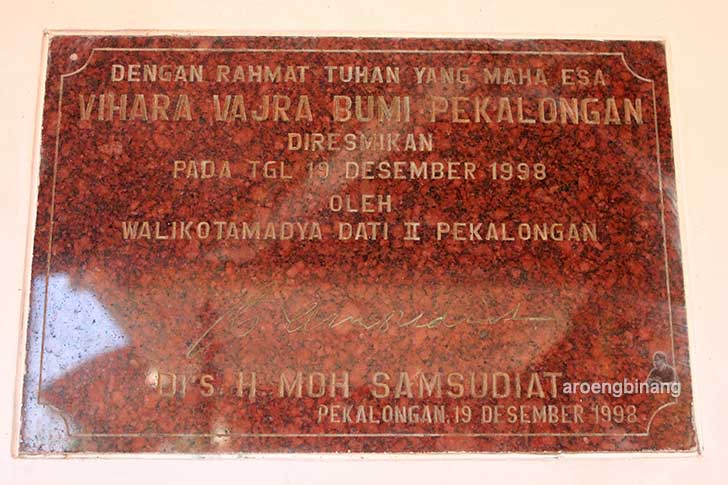 DENGAN RAHMAT TUHAN YANG MAHA ESA
VIHARA VAJRA BUMI PEKALONGAN
DIRESMIKAN
PADA TGL 19 DESEMBER 1998
OLEH
WALIKOTAMADYA DATI II PEKALONGAN
Drs. H MOH SAMSUDIAT
aroengbinang
PEKALONGAN, 19 DESEMBER 1998